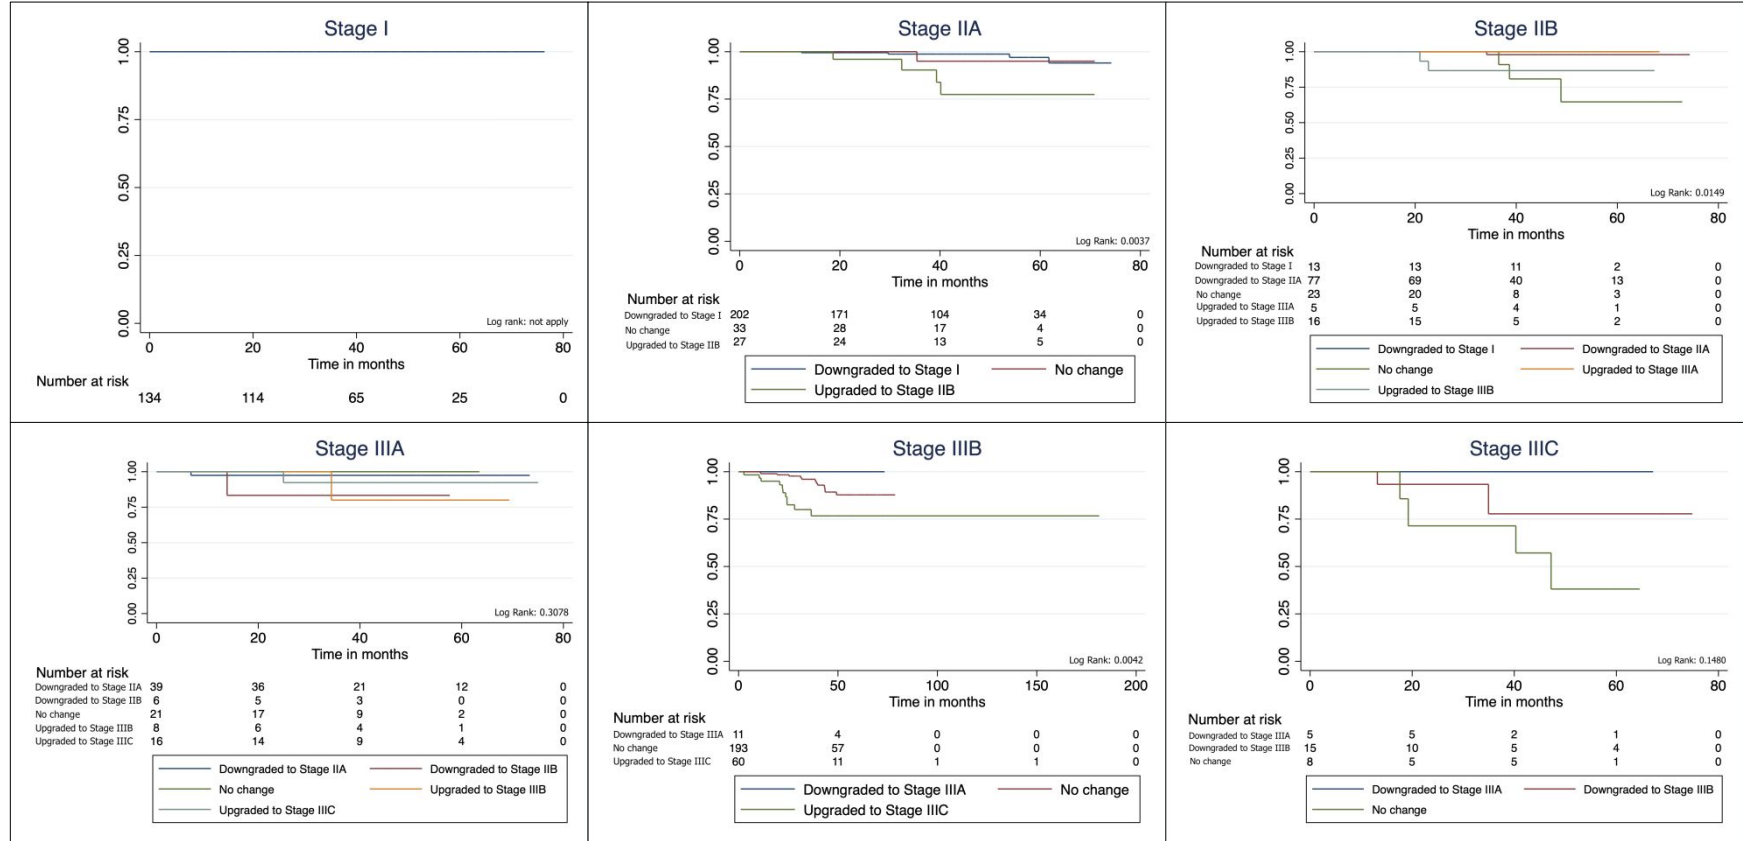 Stage I
1.00
0.75
0.50
0.25
0.00
Log rank: not apply
0 20 40 60 80
Time in months
Number at risk
134 114 65 25 0
Stage IIA
1.00
0.75
0.50
0.25
0.00
Log Rank: 0.0037
0 20 40 60 80
Time in months
Number at risk
Downgraded to Stage I 202 171 104 34 0
No change 33 28 17 4 0
Upgraded to Stage IIB 27 24 13 5 0
Downgraded to Stage I No change
Upgraded to Stage IIB
Stage IIB
1.00
0.75
0.50
0.25
0.00
Log Rank: 0.0149
0 20 40 60 80
Time in months
Number at risk
Downgraded to Stage I 13 13 11 2 0
Downgraded to Stage IIA 77 69 40 13 0
No change 23 20 8 3 0
Upgraded to Stage IIIA 5 5 4 1 0
Upgraded to Stage IIIB 16 15 5 2 0
Downgraded to Stage I Downgraded to Stage IIA
No change Upgraded to Stage IIIA
Upgraded to Stage IIIB
Stage IIIA
1.00
0.75
0.50
0.25
0.00
Log Rank: 0.3078
0 20 40 60 80
Time in months
Number at risk
Downgraded to Stage IIA 39 36 21 12 0
Downgraded to Stage IIB 6 5 3 0 0
No change 21 17 9 2 0
Upgraded to Stage IIIB 8 6 4 1 0
Upgraded to Stage IIIC 16 14 9 4 0
Downgraded to Stage IIA Downgraded to Stage IIB
No change Upgraded to Stage IIIB
Upgraded to Stage IIIC
Stage IIIB
1.00
0.75
0.50
0.25
0.00
Log Rank: 0.0042
0 50 100 150 200
Time in months
Number at risk
Downgraded to Stage IIIA 11 4 0 0 0
No change 193 57 0 0 0
Upgraded to Stage IIIC 60 11 1 1 0
Downgraded to Stage IIIA No change
Upgraded to Stage IIIC
Stage IIIC
1.00
0.75
0.50
0.25
0.00
Log Rank: 0.1480
0 20 40 60 80
Time in months
Number at risk
Downgraded to Stage IIIA 5 5 2 1 0
Downgraded to Stage IIIB 15 10 5 4 0
No change 8 5 5 1 0
Downgraded to Stage IIIA Downgraded to Stage IIIB
No change